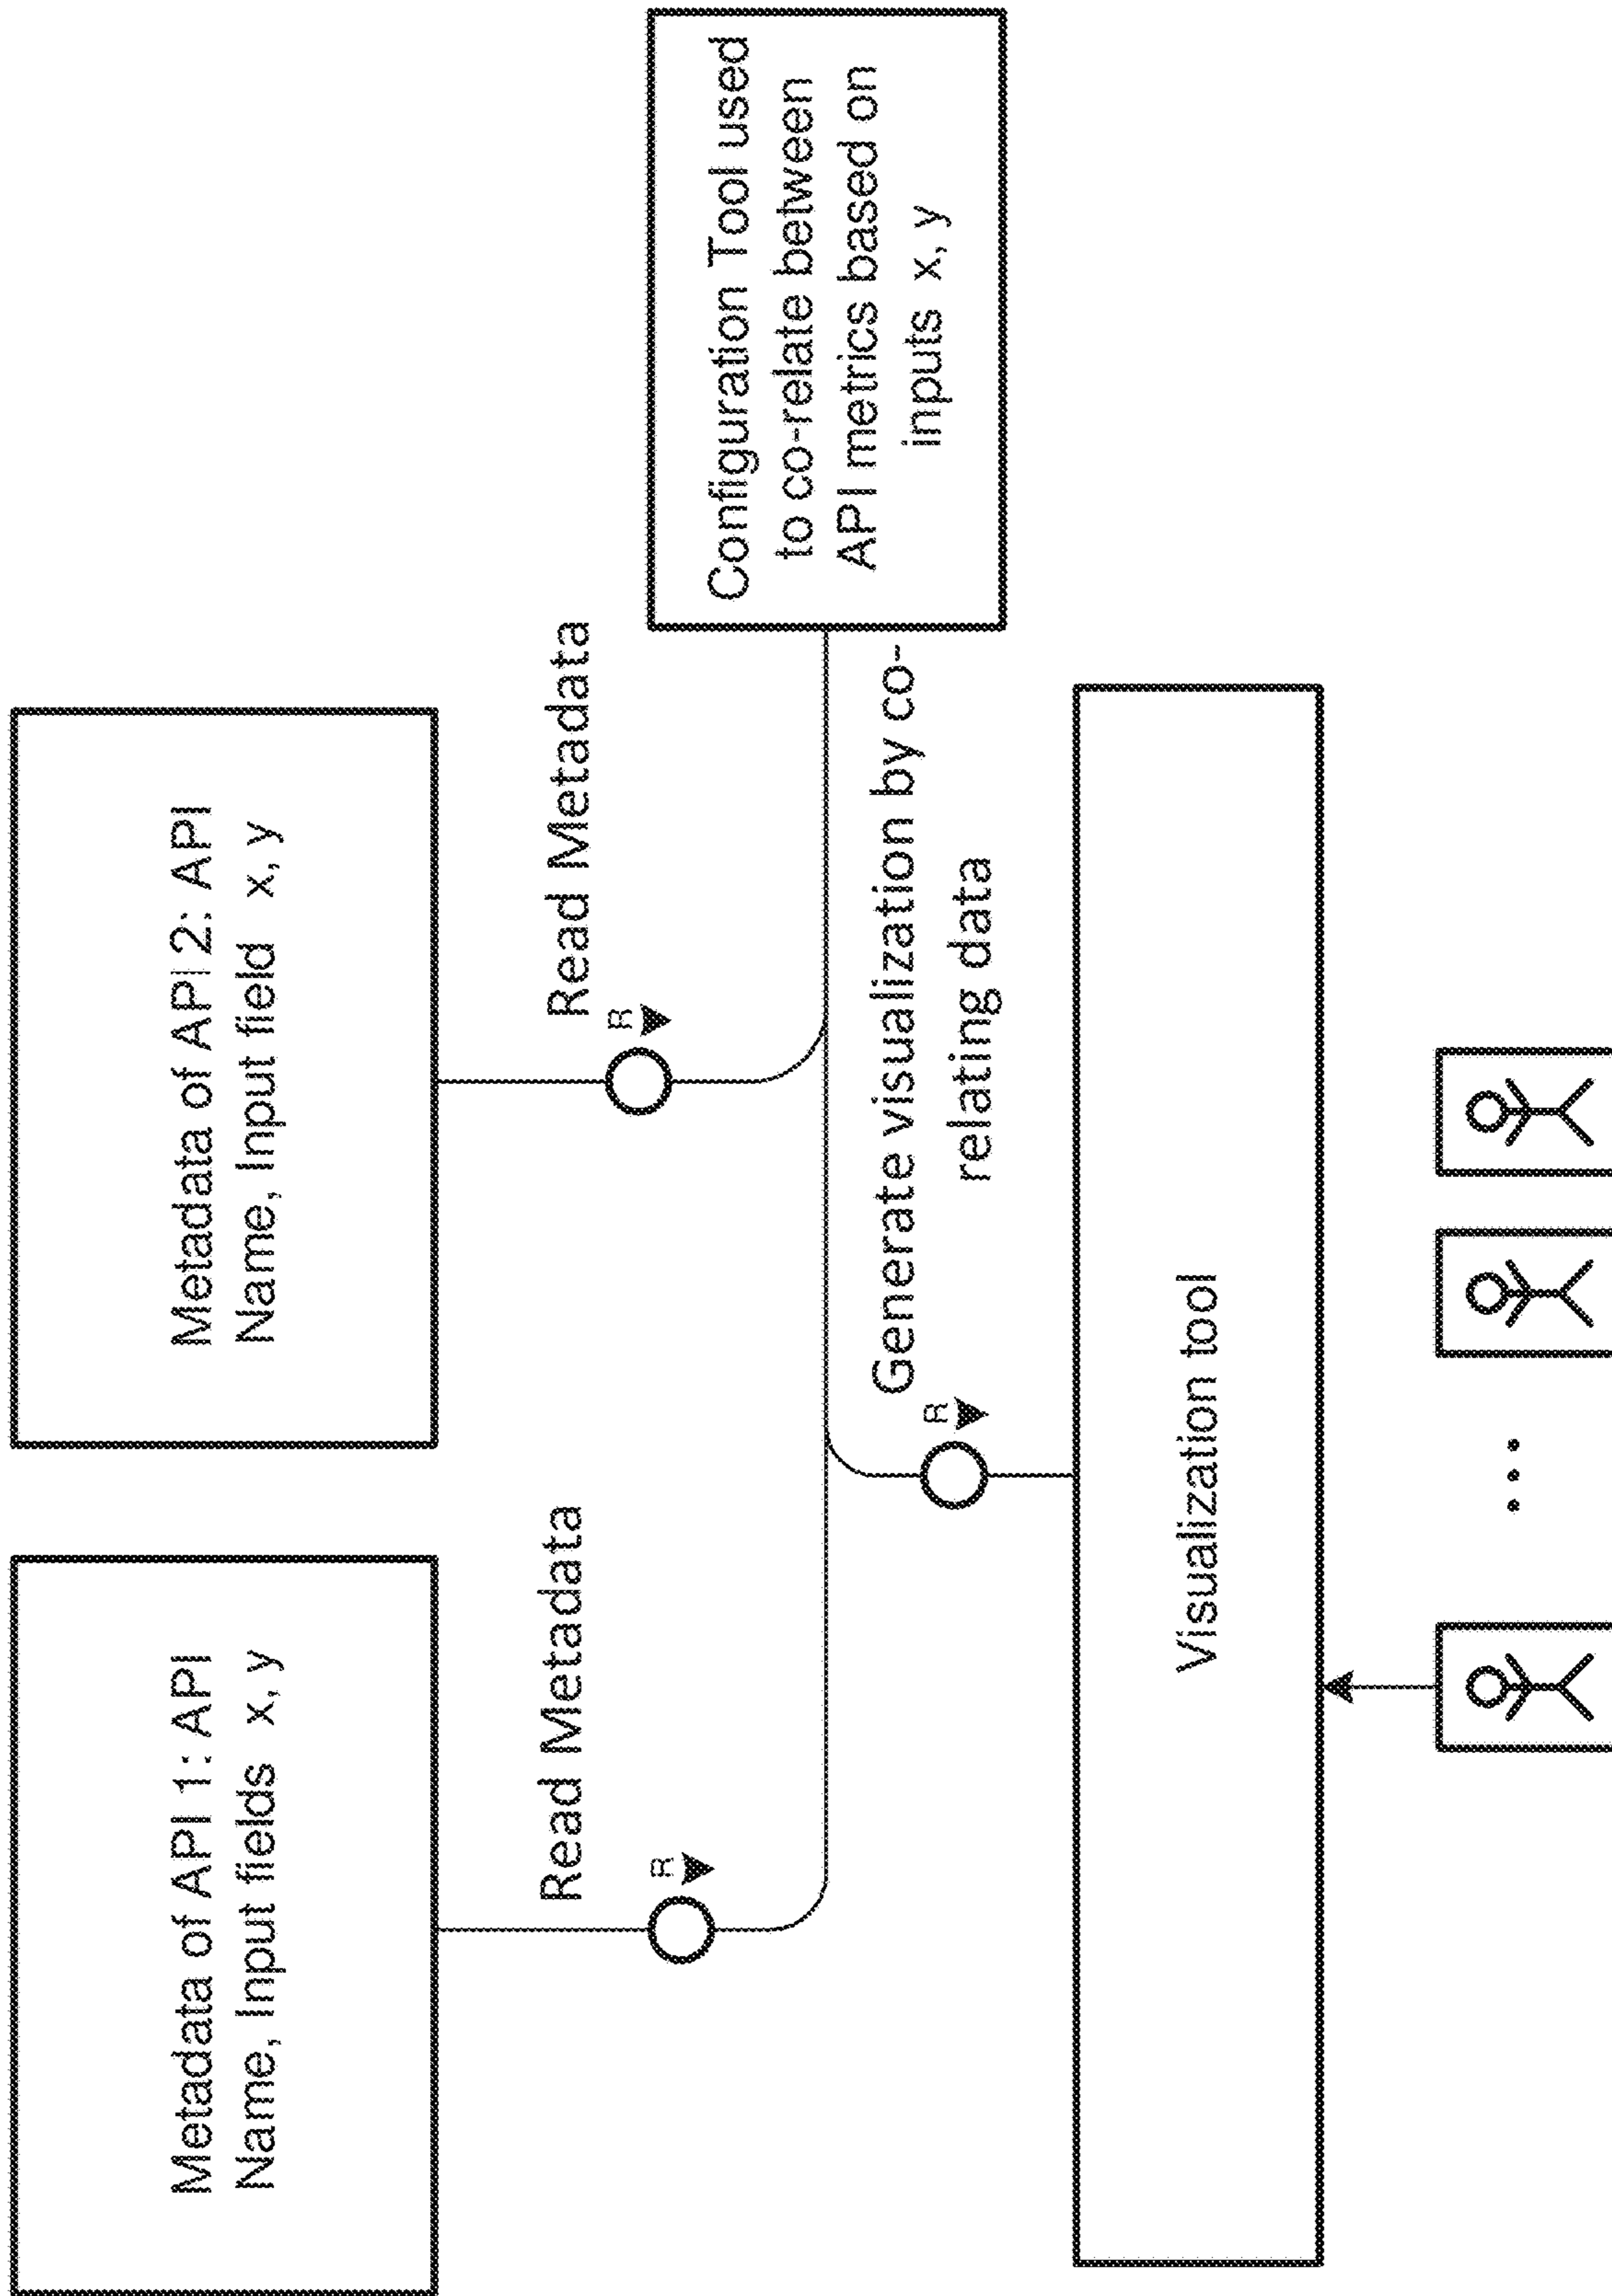 Metadata of API 1: API
Name, Input fields x, y
Metadata of API 2: API
Name, Input field x, y
Read Metadata
R
Read Metadata
R
Configuration Tool used
to co-relate between
API metrics based on
inputs x, y
Generate visualization by co-
relating data
R
Visualization tool
...